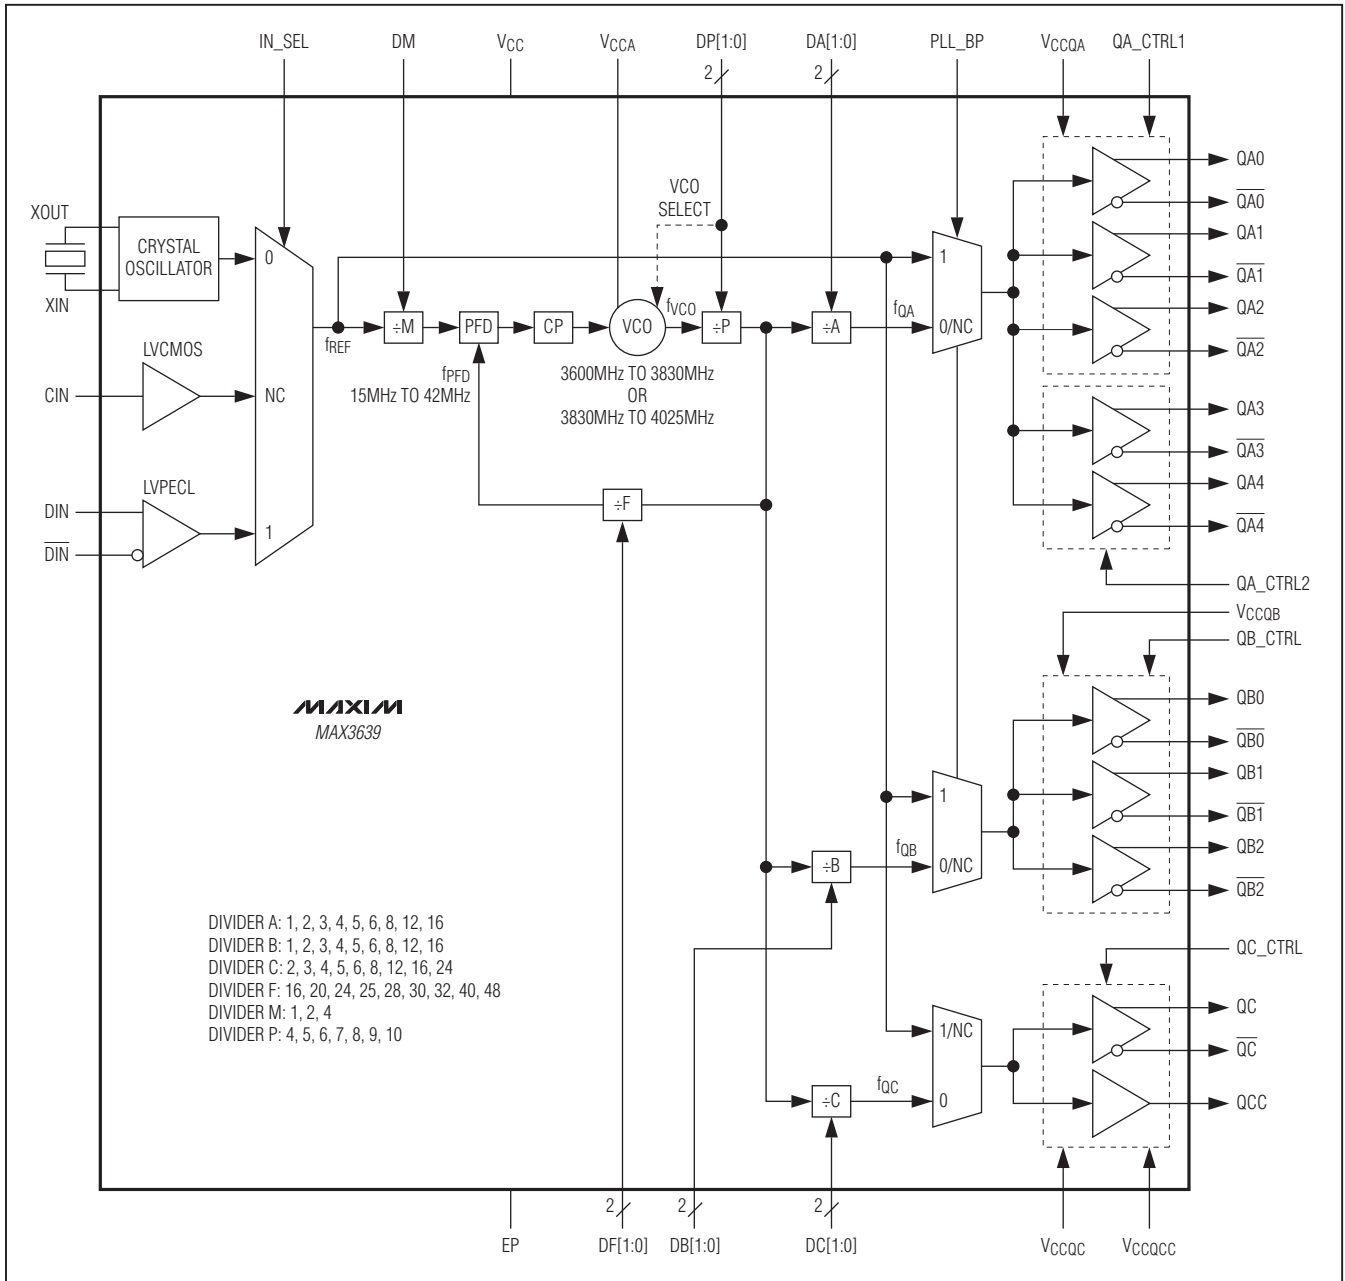 IN_SEL DM VCC VCCA DP[1:0] DA[1:0] PLL_BP VCCQA QA_CTRL1
2 2
QA0
QA0
VCO
SELECT
XOUT
CRYSTAL
OSCILLATOR
XIN
0
1
QA1
QA1
fREF
÷M
PFD
CP
VCO
fVCO
÷P
÷A
fQA
0/NC
QA2
QA2
LVCMOS
fPFD
15MHz TO 42MHz
3600MHz TO 3830MHz
OR
3830MHz TO 4025MHz
CIN
NC
QA3
QA3
LVPECL
DIN
DIN
1
÷F
QA4
QA4
QA_CTRL2
VCCQB
QB_CTRL
MAXIM
MAX3639
QB0
QB0
1
QB1
QB1
÷B
fQB
0/NC
QB2
QB2
DIVIDER A: 1, 2, 3, 4, 5, 6, 8, 12, 16
DIVIDER B: 1, 2, 3, 4, 5, 6, 8, 12, 16
DIVIDER C: 2, 3, 4, 5, 6, 8, 12, 16, 24
DIVIDER F: 16, 20, 24, 25, 28, 30, 32, 40, 48
DIVIDER M: 1, 2, 4
DIVIDER P: 4, 5, 6, 7, 8, 9, 10
QC_CTRL
1/NC
QC
QC
÷C
fQC
0
QCC
2 2 2
EP DF[1:0] DB[1:0] DC[1:0] VCCQC VCCQCC